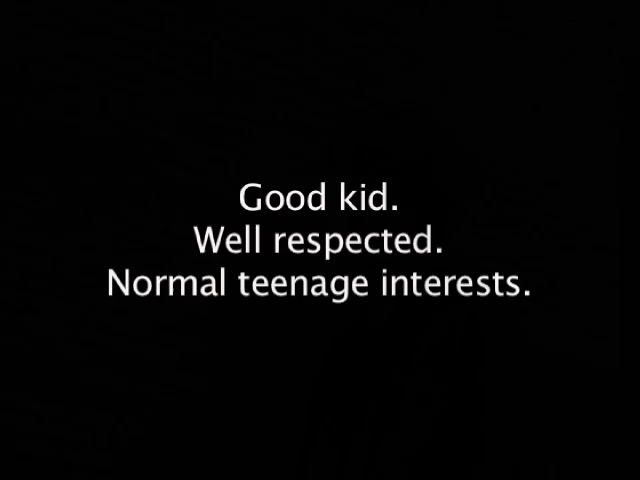 Good kid.
Well respected.
Normal teenage interests.